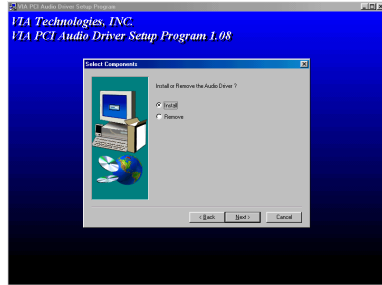 VIA PCI Audio Driver Setup Program
VIA Technologies, INC.
VIA PCI Audio Driver Setup Program 1.08
Select Components
Install or Remove the Audio Driver ?
Install
Remove
< Back
Next >
Cancel